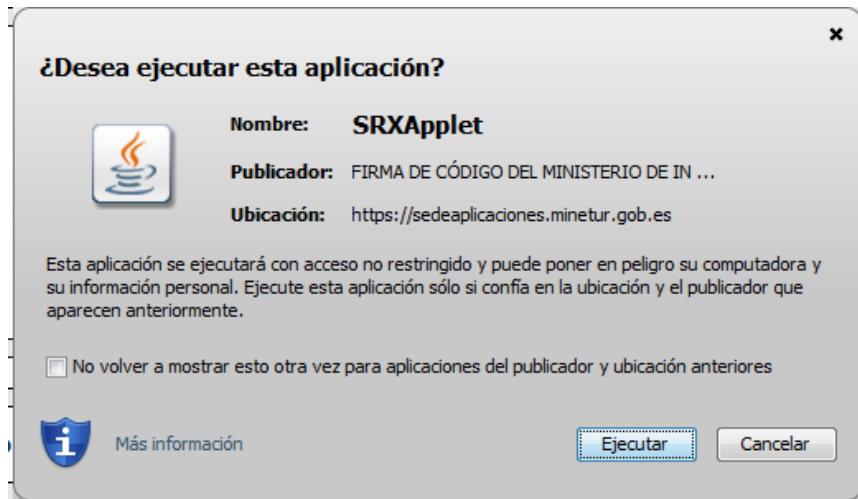 ¿Desea ejecutar esta aplicación?
Nombre: SRXApplet
Publicador: FIRMA DE CÓDIGO DEL MINISTERIO DE IN ...
Ubicación: https://sedeaplicaciones.minetur.gob.es
Esta aplicación se ejecutará con acceso no restringido y puede poner en peligro su computadora y
su información personal. Ejecute esta aplicación sólo si confía en la ubicación y el publicador que
aparecen anteriormente.
No volver a mostrar esto otra vez para aplicaciones del publicador y ubicación anteriores
Más información
Ejecutar
Cancelar